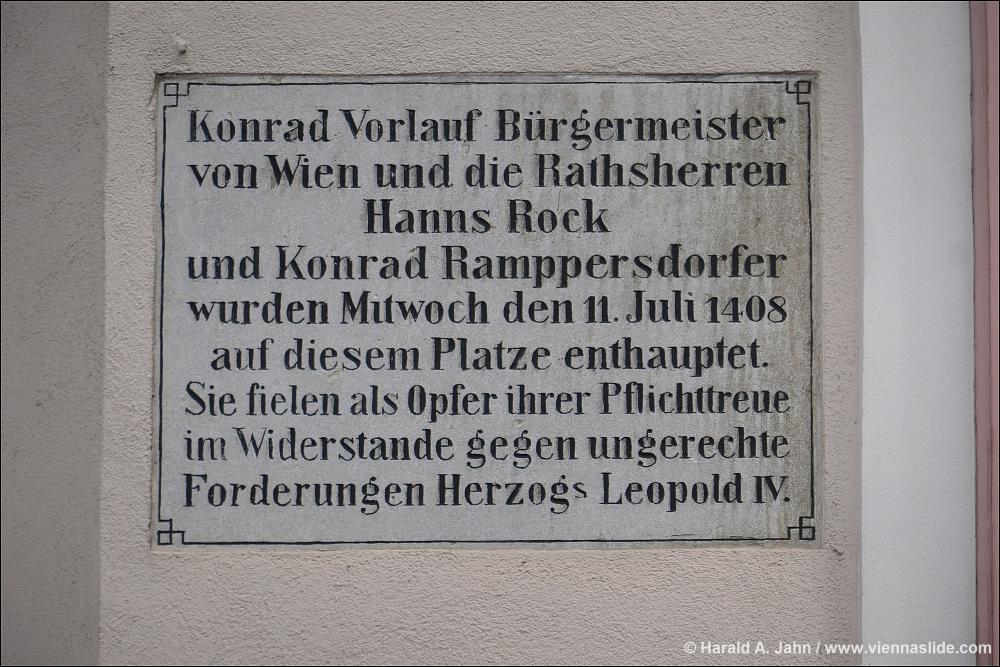 Konrad Vorlauf Bürgermeister
von Wien und die Rathsherren
Hanns Rock
und Konrad Ramppersdorfer
wurden Mittwoch den 11. Juli 1408
auf diesem Platze enthauptet.
Sie fielen als Opfer ihrer Pflichttreue
im Widerstande gegen ungerechte
Forderungen Herzogs Leopold IV.
© Harald A. Jahn / www.viennaslide.com